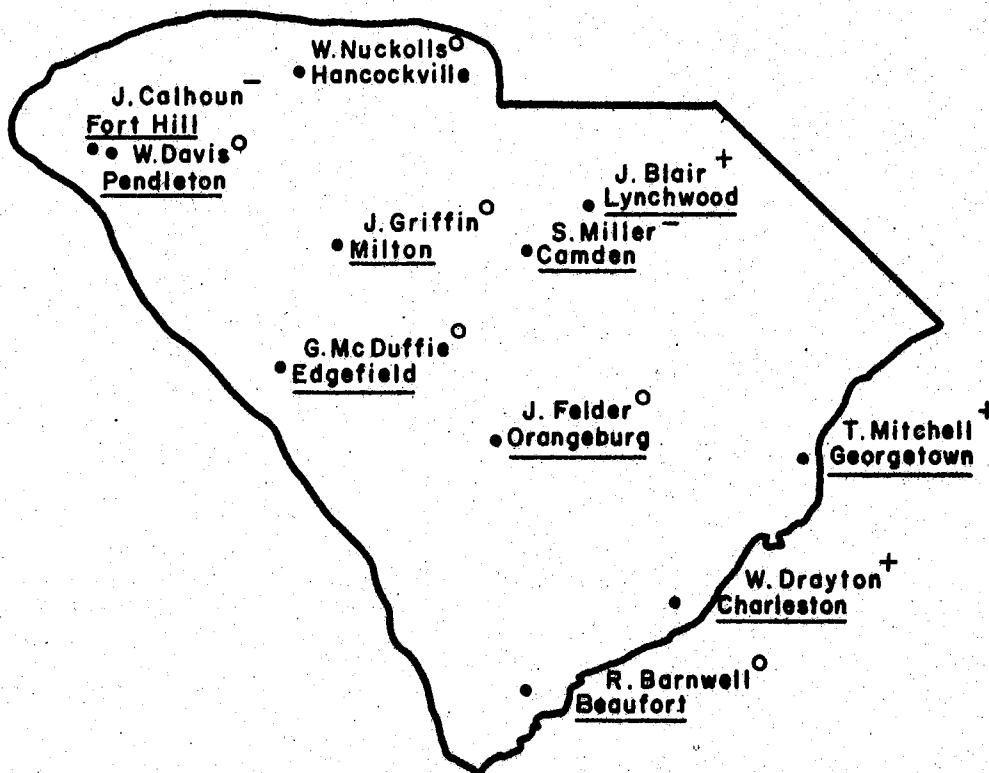 W. Nuckolls O
Hancockville
J. Calhoun –
Fort Hill
W. Davis O
Pendleton
J. Blair +
Lynchwood
J. Griffin O
Milton
S. Miller –
Camden
G. McDuffie O
Edgefield
J. Felder O
Orangeburg
T. Mitchell +
Georgetown
W. Drayton +
Charleston
R. Barnwell O
Beaufort